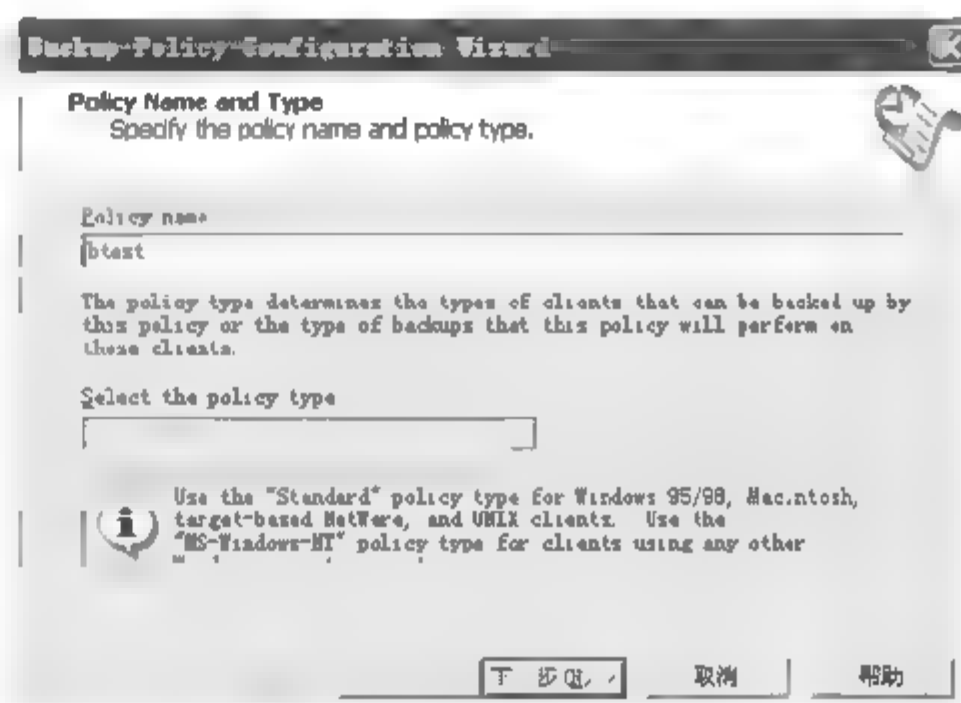 Backup Policy Configuration Wizard
Policy Name and Type
Specify the policy name and policy type.
Policy name
btest
The policy type determines the types of clients that can be backed up by
this policy or the type of backups that this policy will perform on
these clients.
Select the policy type
Use the "Standard" policy type for Windows 95/98, Macintosh,
target-based NetWare, and UNIX clients. Use the
"MS-Windows-NT" policy type for clients using any other
下 步
取消
帮助